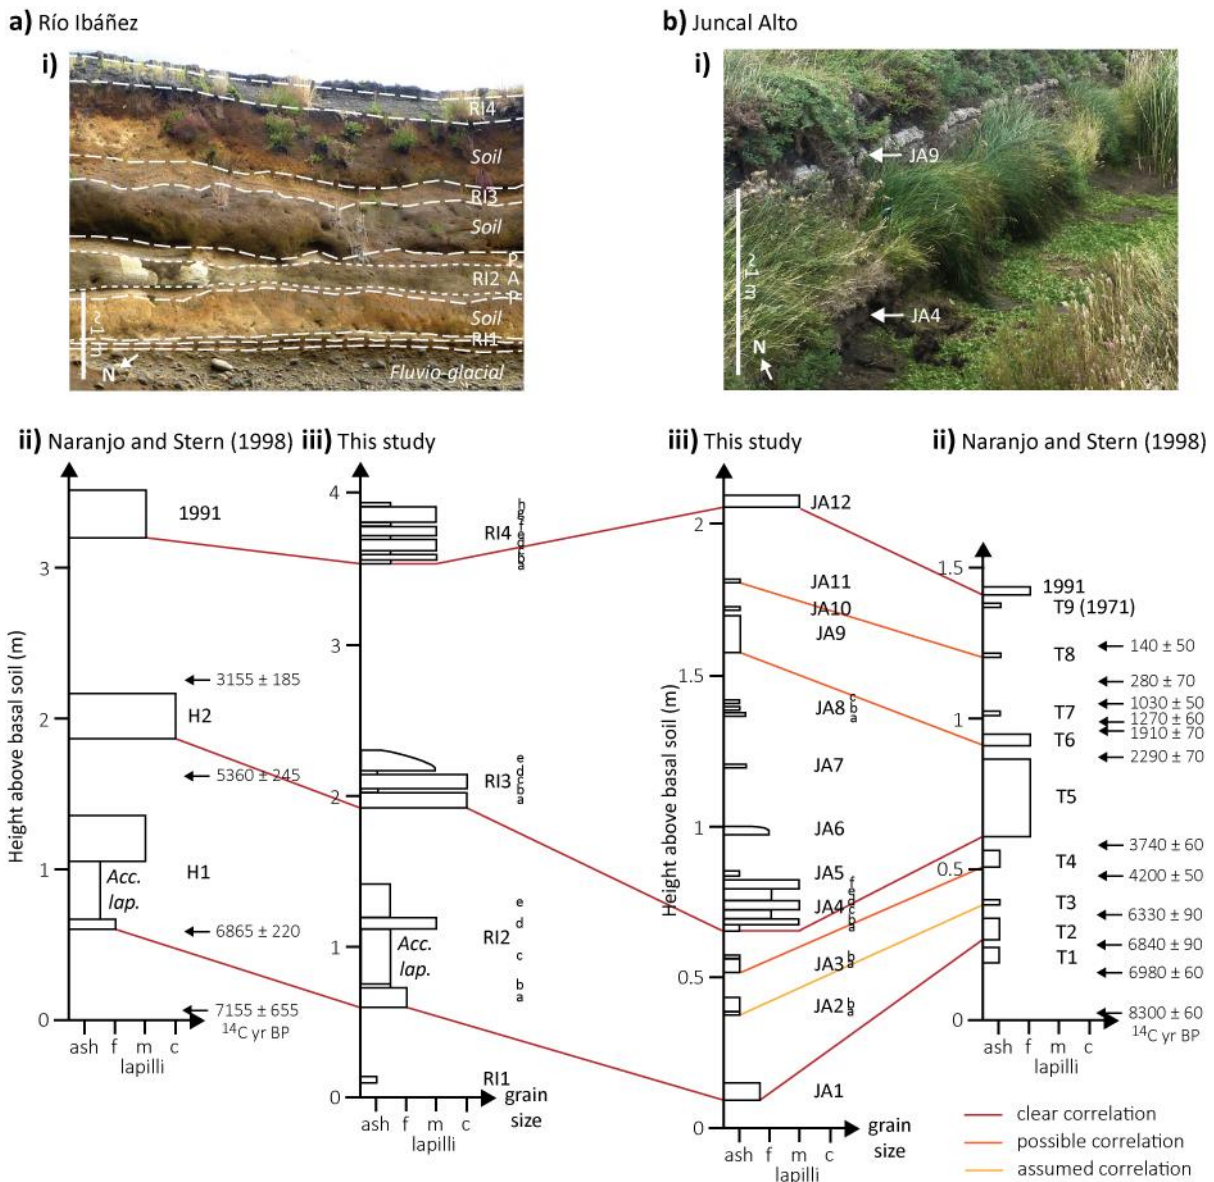 a) Río Ibáñez
b) Juncal Alto
i)
RI4
Soil
RI3
Soil
P
RI2 A
P
Soil
RI1
~1 m
N
Fluvio-glacial
i)
JA9
~1 m
JA4
N
ii) Naranjo and Stern (1998)
iii) This study
iii) This study
ii) Naranjo and Stern (1998)
Height above basal soil (m)
3
2
1
0
1991
3155 ± 185
H2
5360 ± 245
H1
Acc. lap.
6865 ± 220
7155 ± 655
14C yr BP
ash f m c
lapilli
4
3
2
1
0
RI4
h
g
f
e
d
c
b
a
RI3
e
d
c
b
a
RI2
e
d
c
b
a
Acc. lap.
RI1
grain size
ash f m c
lapilli
Height above basal soil (m)
2
1.5
1
0.5
0
JA12
JA11
JA10
JA9
JA8
c
b
a
JA7
JA6
JA5
JA4
f
e
d
c
b
a
JA3
b
a
JA2
b
a
JA1
grain size
ash f m c
lapilli
1.5
1
0.5
0
1991
T9 (1971)
140 ± 50
T8
280 ± 70
1030 ± 50
T7
1270 ± 60
1910 ± 70
T6
2290 ± 70
T5
3740 ± 60
T4
4200 ± 50
T3
6330 ± 90
T2
6840 ± 90
T1
6980 ± 60
8300 ± 60
14C yr BP
ash f m c
lapilli
clear correlation
possible correlation
assumed correlation